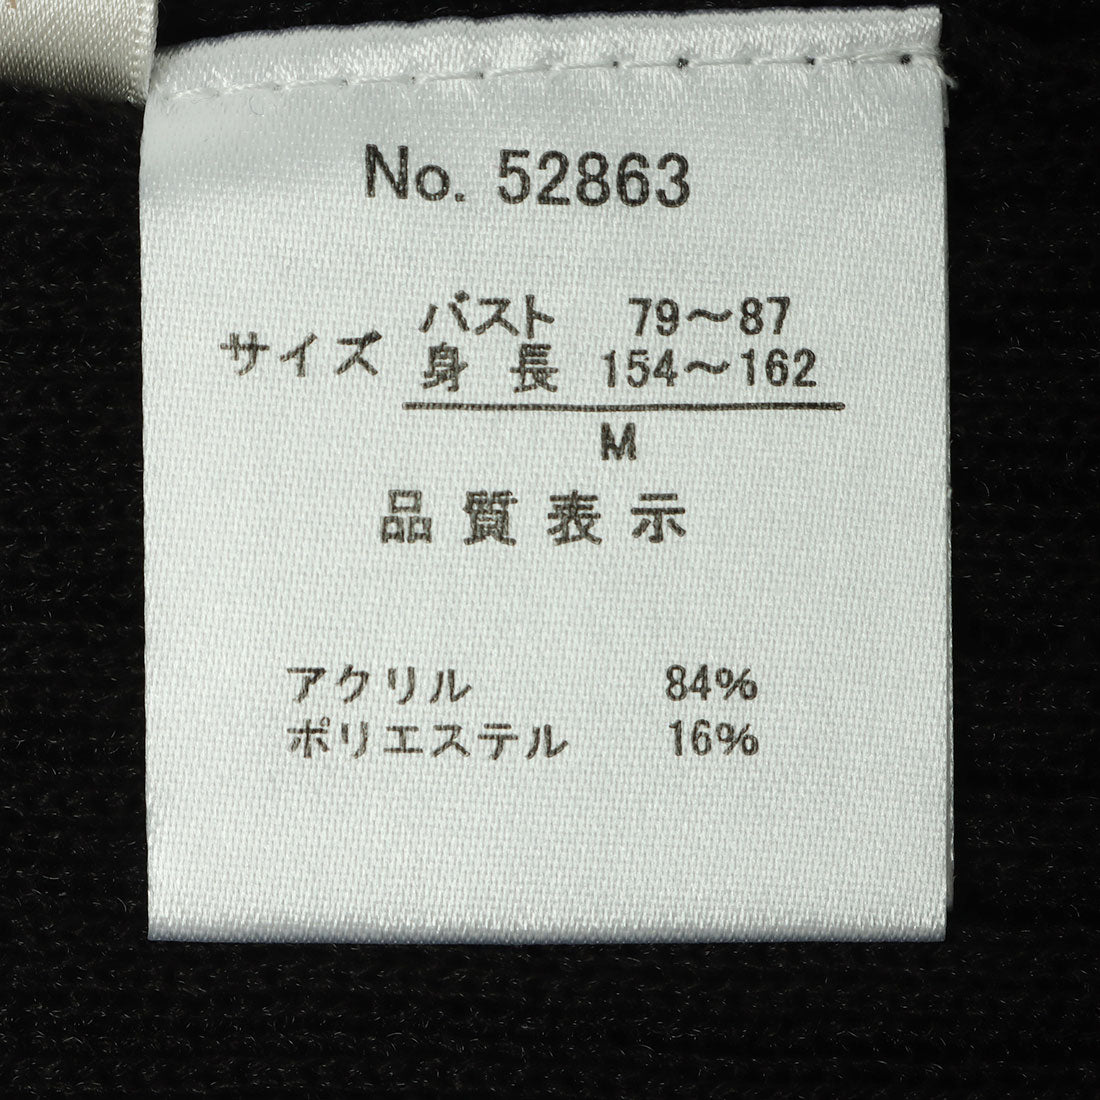 No. 52863
バスト 79～87
サイズ 身長 154～162
M
品質表示
アクリル 84%
ポリエステル 16%